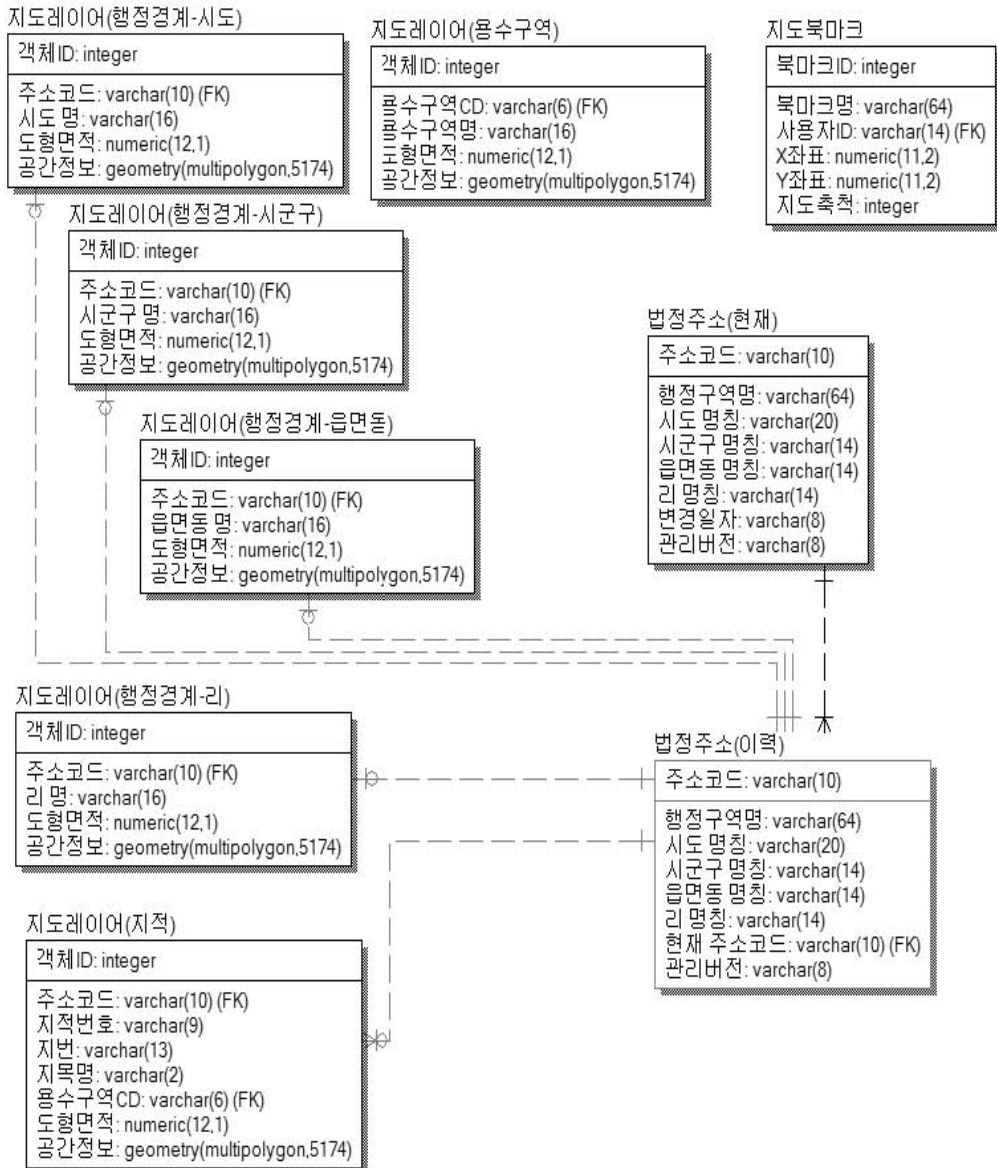 지도레이어(행정경계-시도)
객체ID: integer
주소코드: varchar(10) (FK)
시도 명: varchar(16)
도형면적: numeric(12,1)
공간정보: geometry(multipolygon,5174)
지도레이어(용수구역)
객체ID: integer
용수구역CD: varchar(6) (FK)
용수구역명: varchar(16)
도형면적: numeric(12,1)
공간정보: geometry(multipolygon,5174)
지도북마크
북마크ID: integer
북마크명: varchar(64)
사용자ID: varchar(14) (FK)
X좌표: numeric(11,2)
Y좌표: numeric(11,2)
지도축척: integer
지도레이어(행정경계-시군구)
객체ID: integer
주소코드: varchar(10) (FK)
시군구 명: varchar(16)
도형면적: numeric(12,1)
공간정보: geometry(multipolygon,5174)
법정주소(현재)
주소코드: varchar(10)
행정구역명: varchar(64)
시도 명칭: varchar(20)
시군구 명칭: varchar(14)
읍면동 명칭: varchar(14)
리 명칭: varchar(14)
변경일자: varchar(8)
관리버전: varchar(8)
지도레이어(행정경계-읍면돋)
객체ID: integer
주소코드: varchar(10) (FK)
읍면동 명: varchar(16)
도형면적: numeric(12,1)
공간정보: geometry(multipolygon,5174)
지도레이어(행정경계-리)
객체ID: integer
주소코드: varchar(10) (FK)
리 명: varchar(16)
도형면적: numeric(12,1)
공간정보: geometry(multipolygon,5174)
법정주소(이력)
주소코드: varchar(10)
행정구역명: varchar(64)
시도 명칭: varchar(20)
시군구 명칭: varchar(14)
읍면동 명칭: varchar(14)
리 명칭: varchar(14)
현재 주소코드: varchar(10) (FK)
관리버전: varchar(8)
지도레이어(지적)
객체ID: integer
주소코드: varchar(10) (FK)
지적번호: varchar(9)
지번: varchar(13)
지목명: varchar(2)
용수구역CD: varchar(6) (FK)
도형면적: numeric(12,1)
공간정보: geometry(multipolygon,5174)